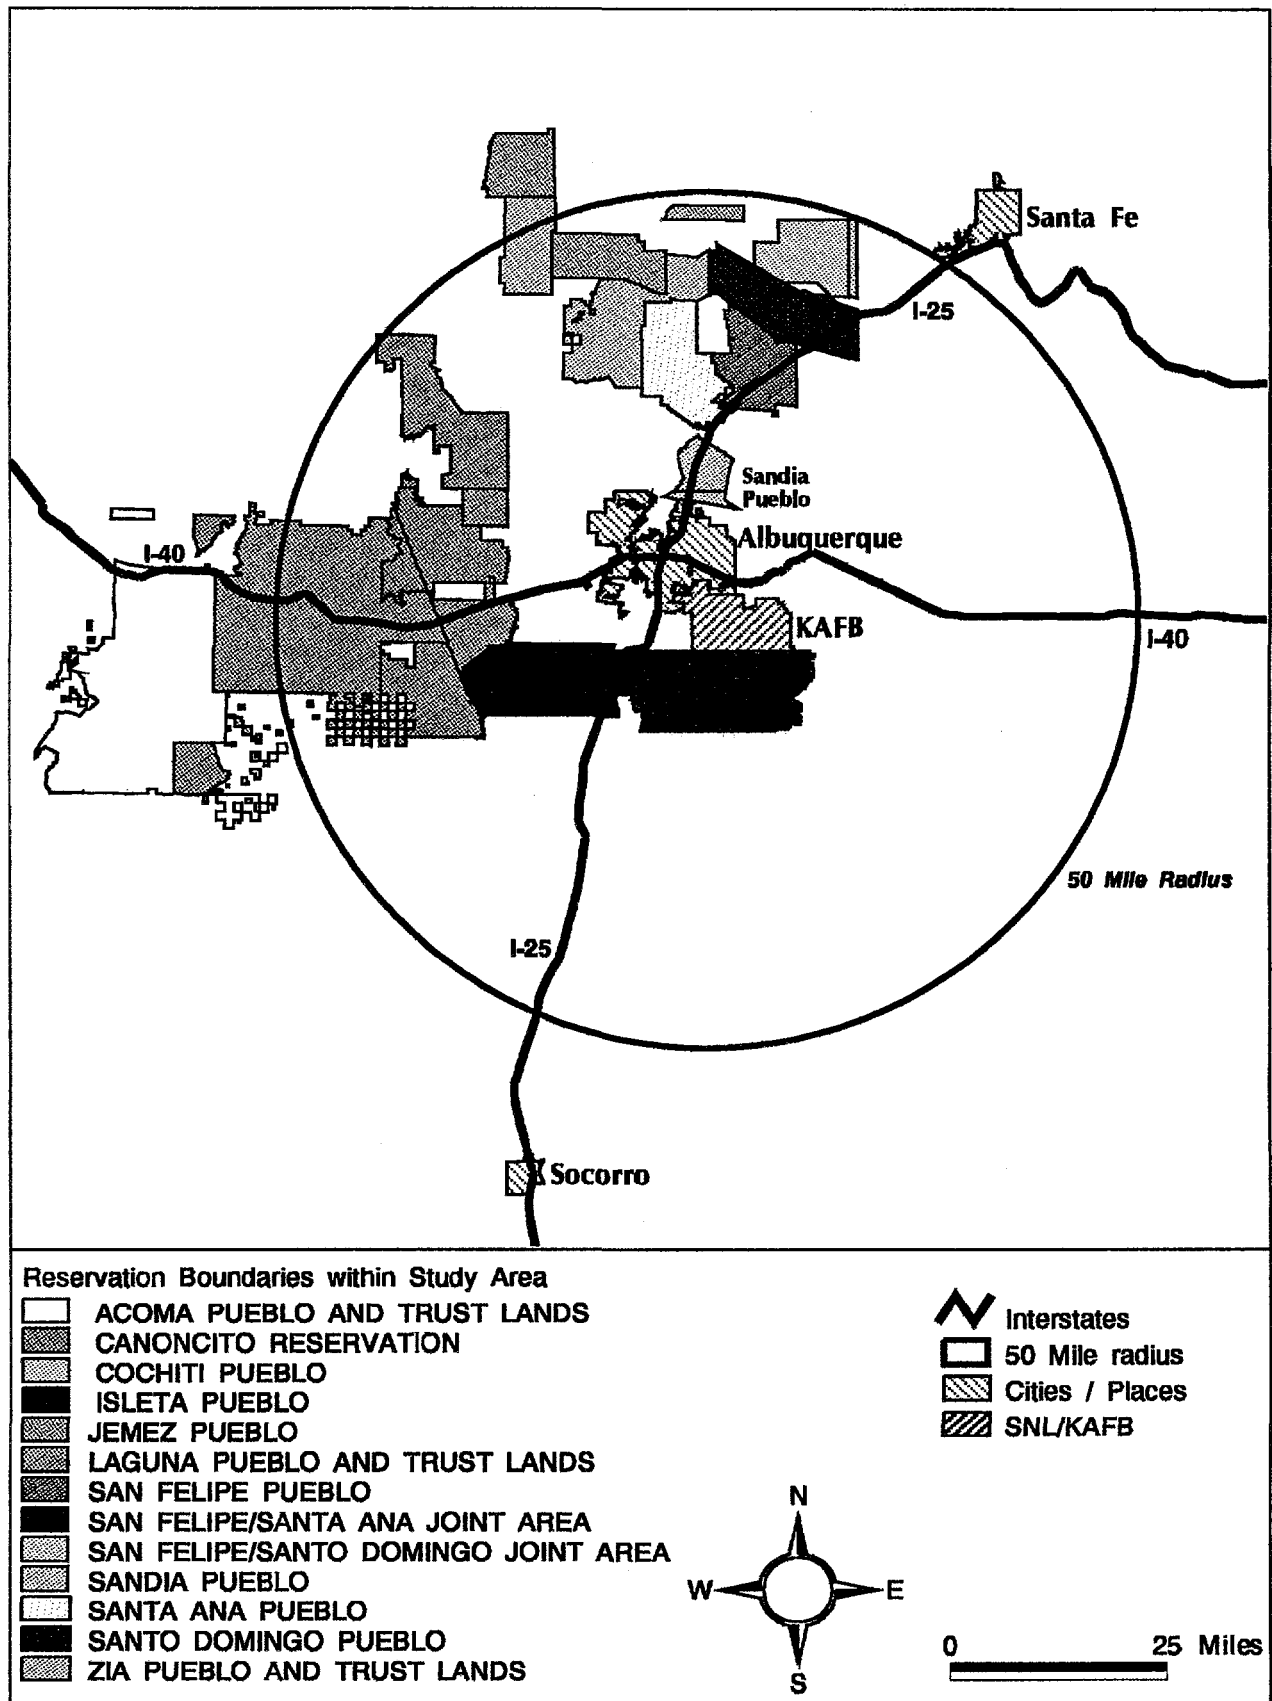 Santa Fe
I-25
Sandia
Pueblo
Albuquerque
I-40
KAFB
I-40
50 Mile Radius
I-25
Socorro
Reservation Boundaries within Study Area
ACOMA PUEBLO AND TRUST LANDS
CANONCITO RESERVATION
COCHITI PUEBLO
ISLETA PUEBLO
JEMEZ PUEBLO
LAGUNA PUEBLO AND TRUST LANDS
SAN FELIPE PUEBLO
SAN FELIPE/SANTA ANA JOINT AREA
SAN FELIPE/SANTO DOMINGO JOINT AREA
SANDIA PUEBLO
SANTA ANA PUEBLO
SANTO DOMINGO PUEBLO
ZIA PUEBLO AND TRUST LANDS
Interstates
50 Mile radius
Cities / Places
SNL/KAFB
N
W E
S
0 25 Miles